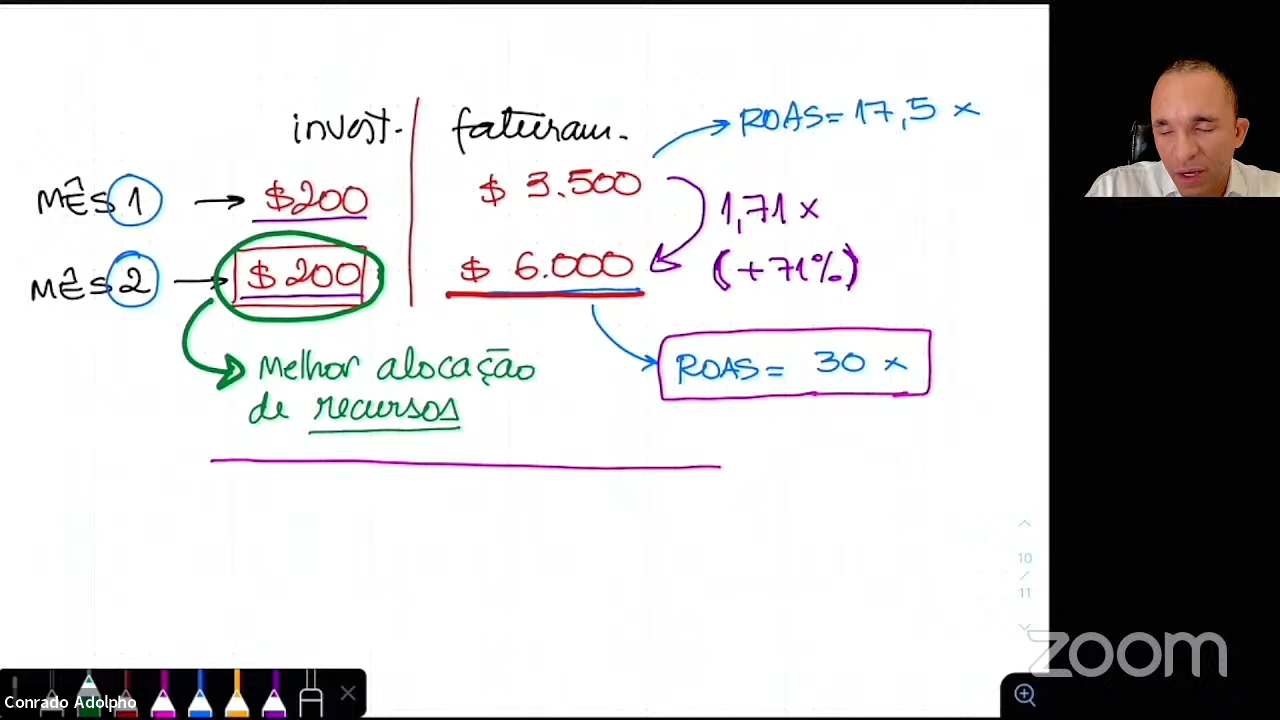 invest. faturam.
ROAS = 17,5 x
MÊS 1 → $200 $ 3.500
1,71 x
(+71%)
MÊS 2 → $200 $ 6.000
ROAS = 30 x
Melhor alocação
de recursos
10
/
11
zoom
Conrado Adolpho